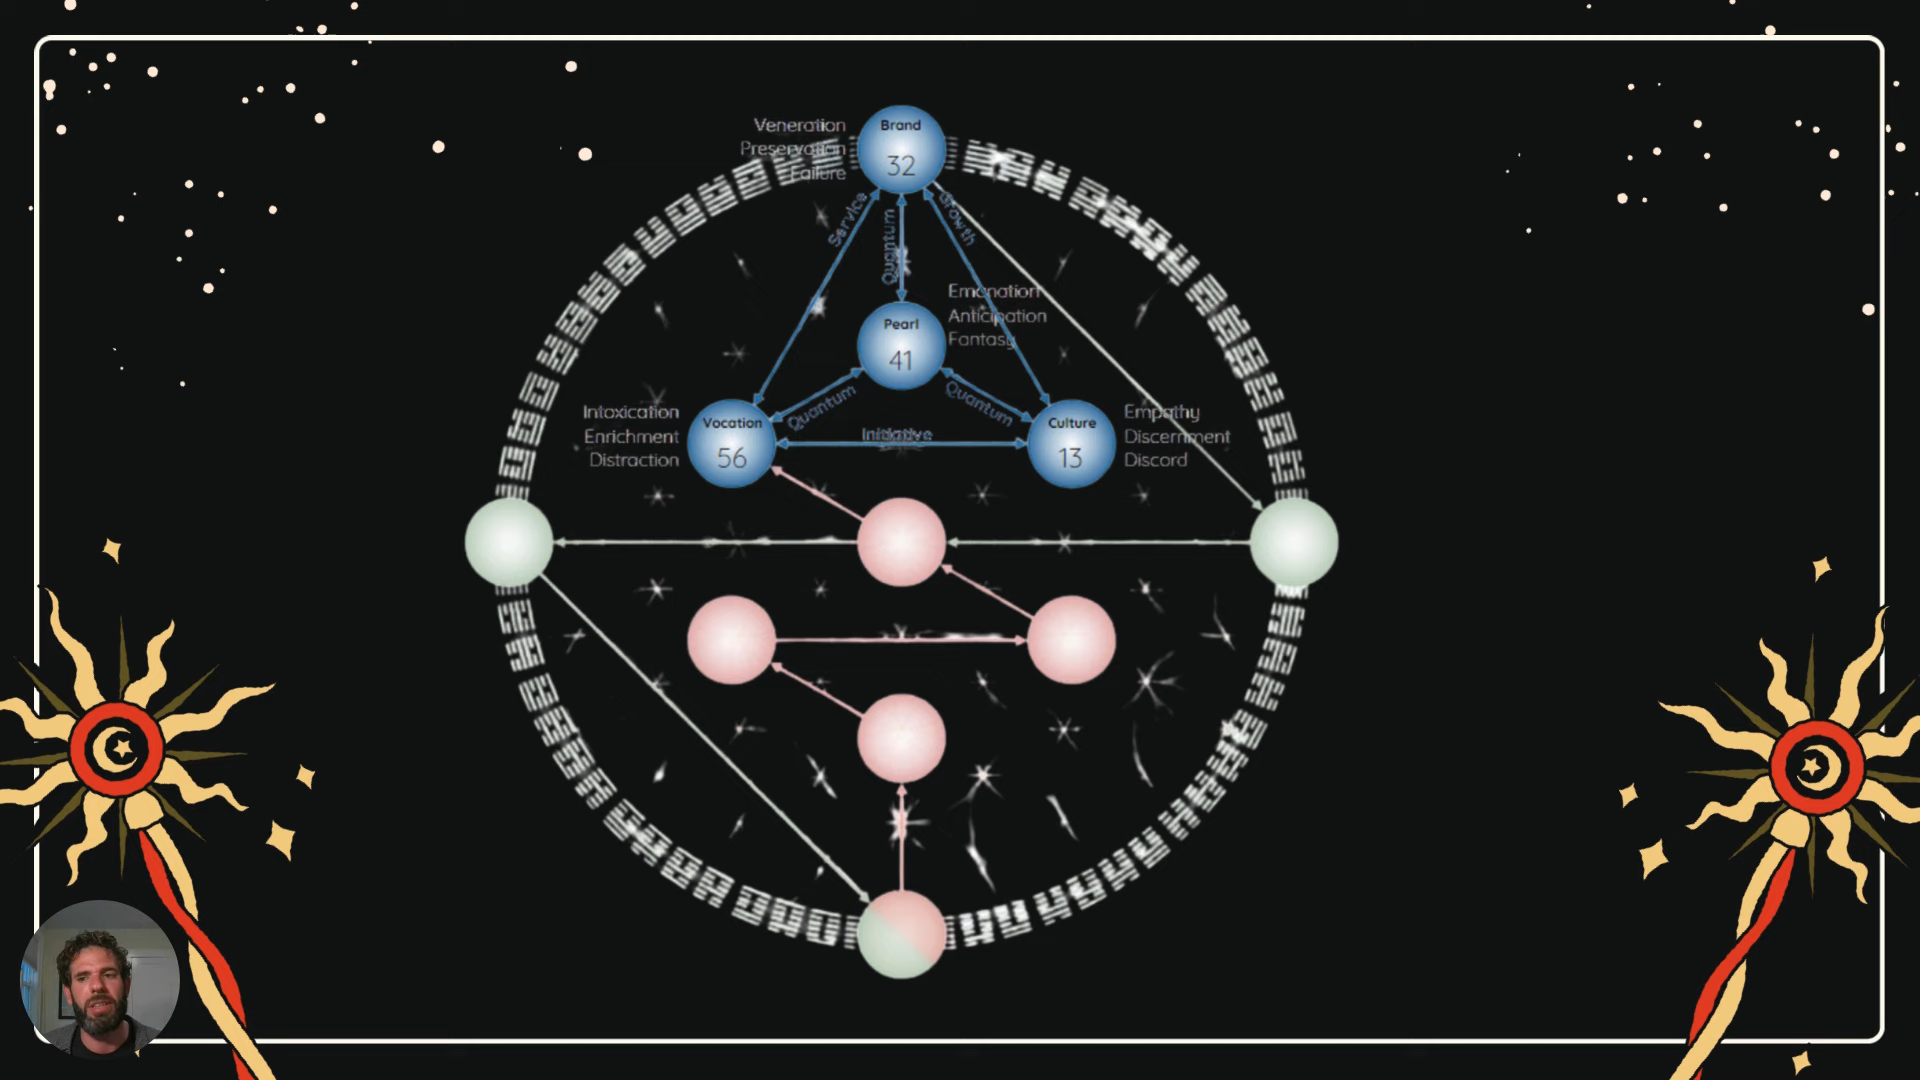 Brand
32
Veneration
Preservation
Failure
Service
Quantum
Growth
Pearl
41
Emanation
Anticipation
Fantasy
Quantum
Quantum
Vocation
56
Intoxication
Enrichment
Distraction
Initiative
Culture
13
Empathy
Discernment
Discord